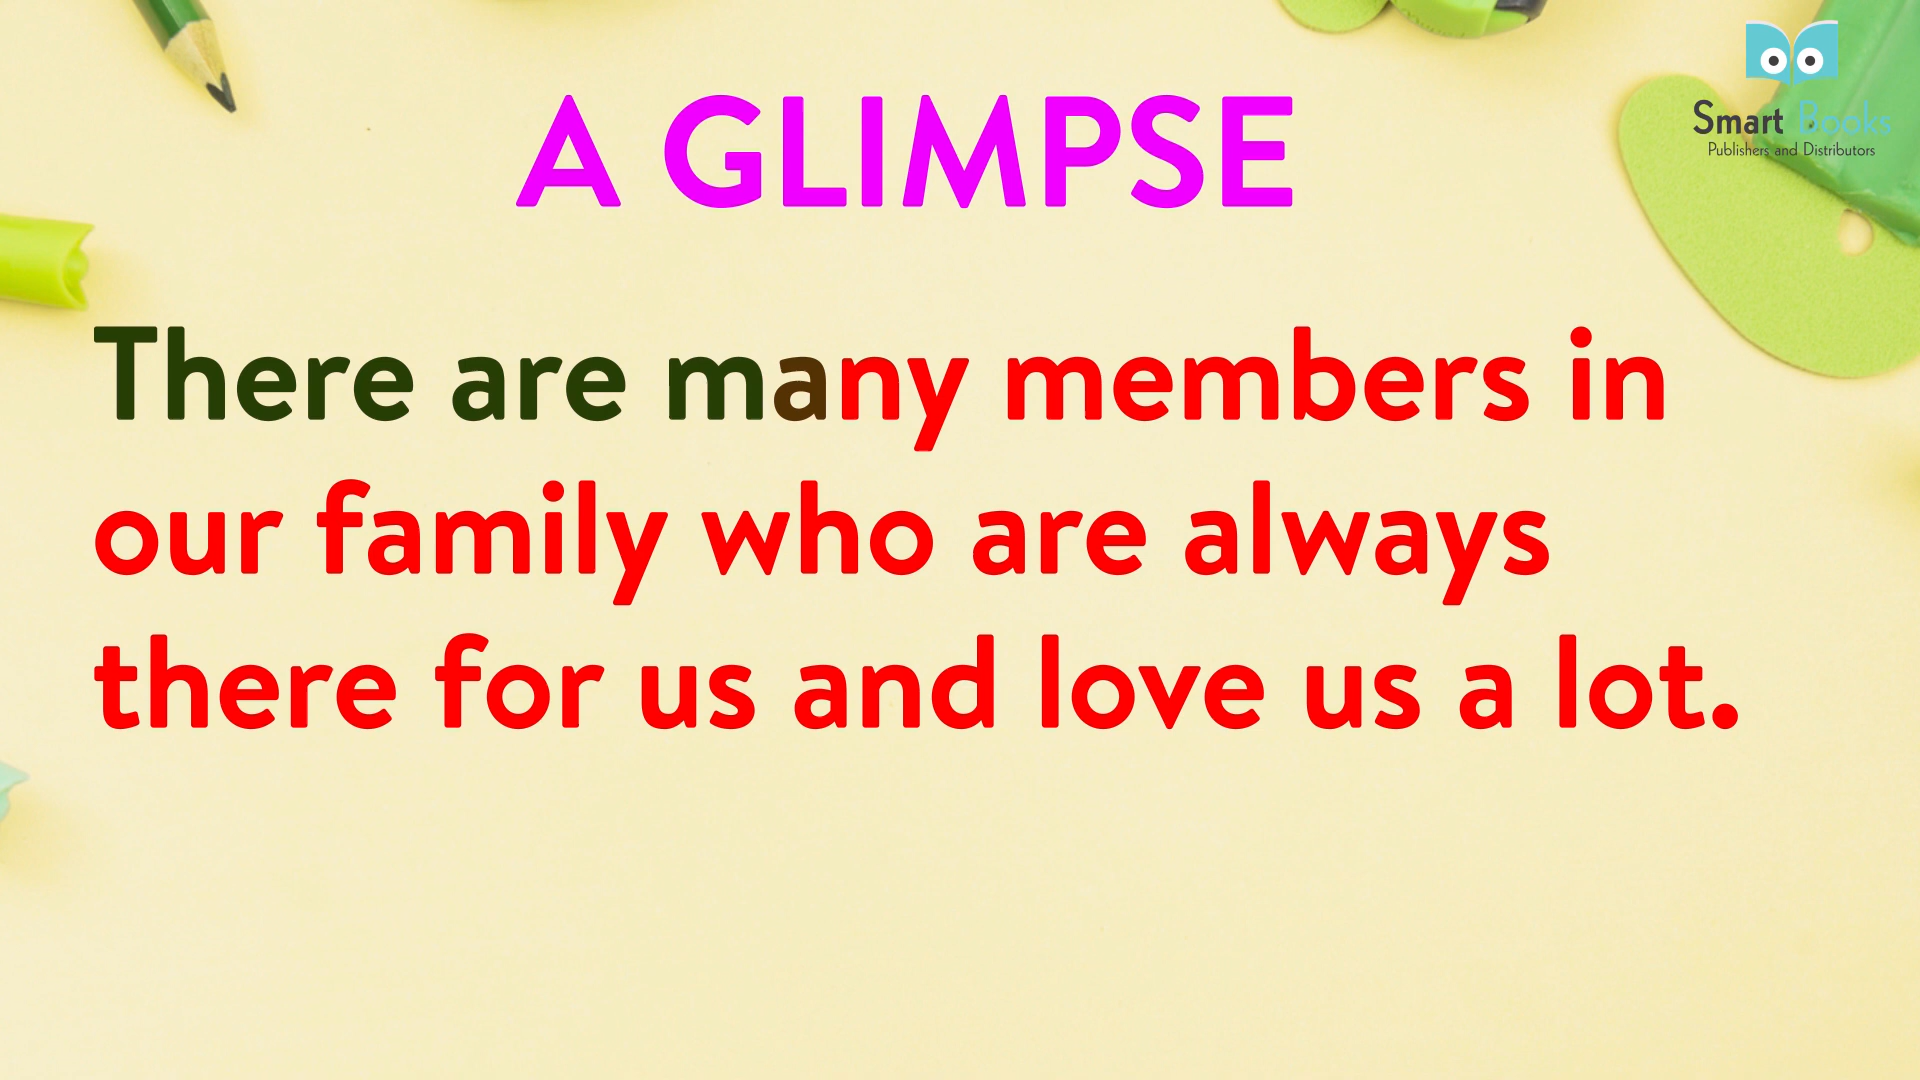 Smart Books
Publishers and Distributors
A GLIMPSE
There are many members in
our family who are always
there for us and love us a lot.